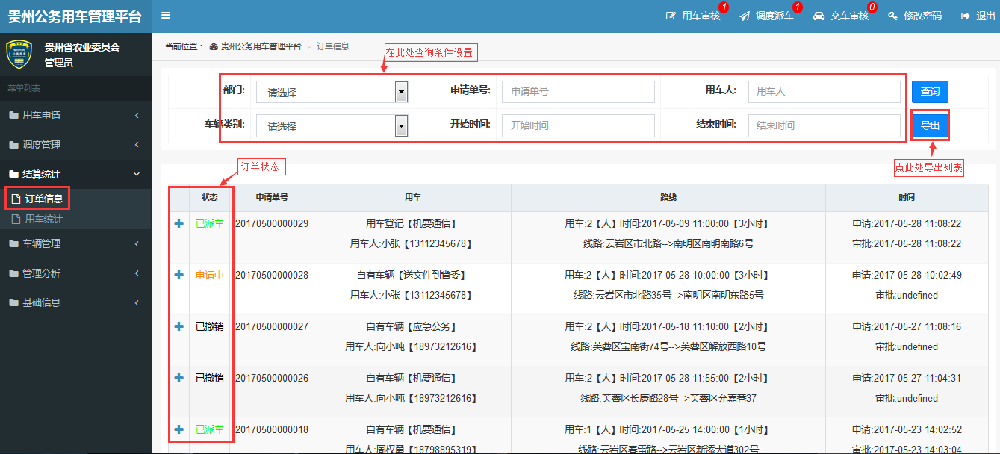 贵州公务用车管理平台
用车审核 1
调度派车 1
交车审核 0
修改密码
退出
贵州省农业委员会
管理员
当前位置： 贵州公务用车管理平台 > 订单信息
在此处查询条件设置
菜单列表
用车申请
调度管理
结算统计
订单信息
用车统计
车辆管理
管理分析
基础信息
部门: 请选择 申请单号: 申请单号 用车人: 用车人 查询
车辆类别: 请选择 开始时间: 开始时间 结束时间: 结束时间 导出
订单状态
点此处导出列表
状态 申请单号 用车 路线 时间
已派车 20170500000029 用车登记【机要通信】 用车:2【人】时间:2017-05-09 11:00:00【3小时】 申请:2017-05-28 11:08:22
用车人:小张【13112345678】 线路:云岩区市北路-->南明区南明南路6号 审批:2017-05-28 11:08:22
申请中 20170500000028 自有车辆【送文件到省委】 用车:2【人】时间:2017-05-28 10:00:00【3小时】 申请:2017-05-28 10:02:49
用车人:小张【13112345678】 线路:云岩区市北路35号-->南明区南明东路5号 审批:undefined
已撤销 20170500000027 自有车辆【应急公务】 用车:2【人】时间:2017-05-18 11:10:00【2小时】 申请:2017-05-27 11:08:16
用车人:向小吨【18973212616】 线路:芙蓉区宝南街74号-->芙蓉区解放西路10号 审批:undefined
已撤销 20170500000026 自有车辆【机要通信】 用车:2【人】时间:2017-05-28 11:55:00【2小时】 申请:2017-05-27 11:04:31
用车人:向小吨【18973212616】 线路:芙蓉区长康路28号-->芙蓉区允嘉巷37 审批:undefined
已派车 20170500000018 自有车辆【机要通信】 用车:1【人】时间:2017-05-25 14:00:00【1小时】 申请:2017-05-23 14:02:52
用车人:周权勇【18798895319】 线路:云岩区春雷路-->云岩区新添大道302号 审批:2017-05-23 14:03:04